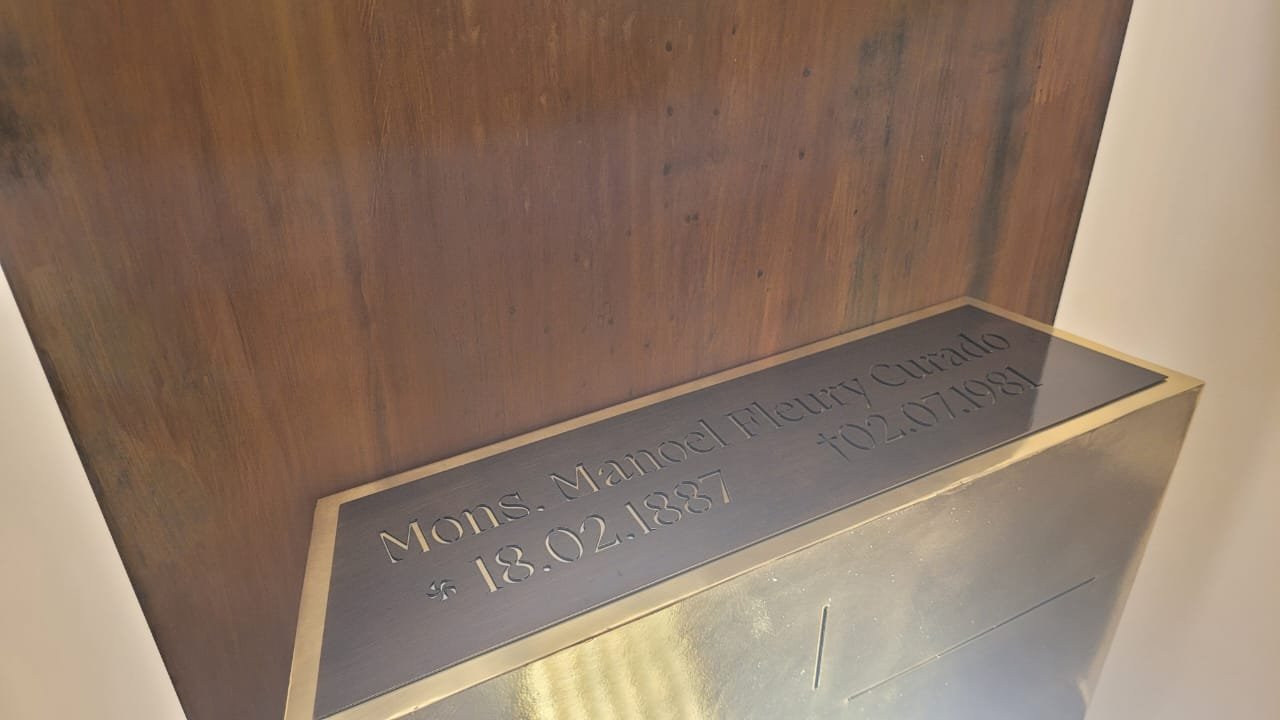 Mons. Manoel Fleury Curado
* 18.02.1887 †02.07.1981